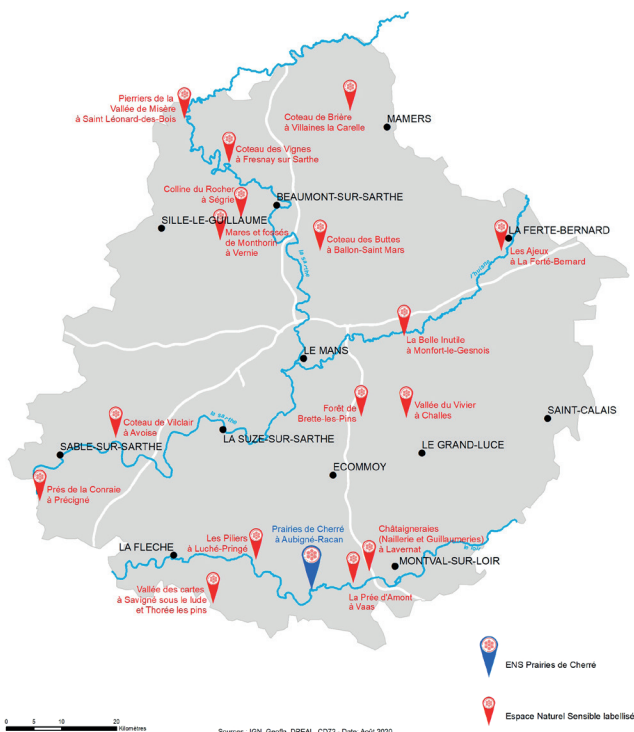 Pierriers de la
Vallée de Misère
à Saint Léonard-des-Bois
Coteau de Brière
à Villaines la Carelle
MAMERS
Coteau des Vignes
à Fresnay sur Sarthe
Colline du Rocher
à Ségrie
BEAUMONT-SUR-SARTHE
SILLE-LE-GUILLAUME
Mares et fossés
de Monthorin
à Vernie
Coteau des Buttes
à Ballon-Saint Mars
LA FERTE-BERNARD
Les Ajeux
à La Ferté-Bernard
la sarthe
l'huisne
La Belle Inutile
à Monfort-le-Gesnois
LE MANS
Forêt de
Brette-les-Pins
Vallée du Vivier
à Challes
SAINT-CALAIS
Coteau de Vilclair
à Avoise
la sarthe
LA SUZE-SUR-SARTHE
SABLE-SUR-SARTHE
LE GRAND-LUCE
ECOMMOY
Prés de la Conraie
à Précigné
Les Piliers
à Luché-Pringé
Prairies de Cherré
à Aubigné-Racan
Châtaigneraies
(Naillerie et Guillaumeries)
à Lavernat
LA FLECHE
MONTVAL-SUR-LOIR
le loir
Vallée des cartes
à Savigné sous le lude
et Thorée les pins
La Prée d'Amont
à Vaas
ENS Prairies de Cherré
Espace Naturel Sensible labellisé
0 5 10 20
Kilomètres
Sources : IGN, Geofla, DREAL, CD72 - Date: Août 2020